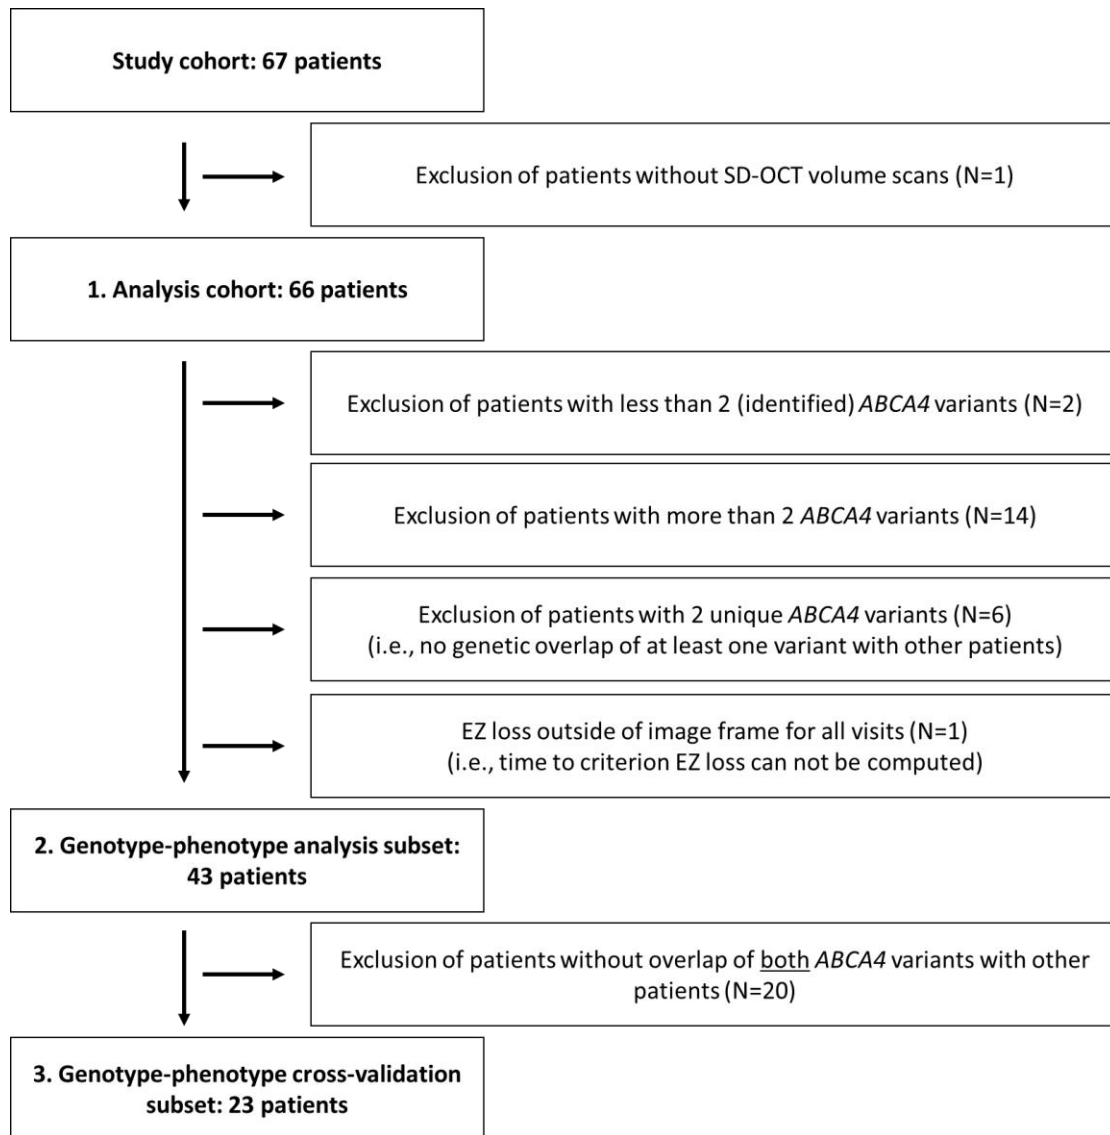 Study cohort: 67 patients
Exclusion of patients without SD-OCT volume scans (N=1)
1. Analysis cohort: 66 patients
Exclusion of patients with less than 2 (identified) ABCA4 variants (N=2)
Exclusion of patients with more than 2 ABCA4 variants (N=14)
Exclusion of patients with 2 unique ABCA4 variants (N=6)
(i.e., no genetic overlap of at least one variant with other patients)
EZ loss outside of image frame for all visits (N=1)
(i.e., time to criterion EZ loss can not be computed)
2. Genotype-phenotype analysis subset:
43 patients
Exclusion of patients without overlap of both ABCA4 variants with other
patients (N=20)
3. Genotype-phenotype cross-validation
subset: 23 patients